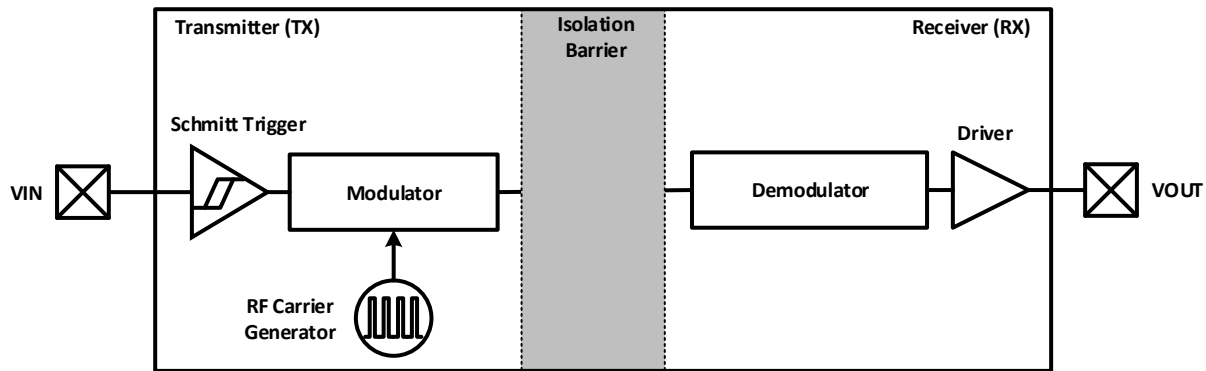 Transmitter (TX)
Isolation
Barrier
Receiver (RX)
Schmitt Trigger
Driver
VIN
Modulator
Demodulator
VOUT
RF Carrier
Generator